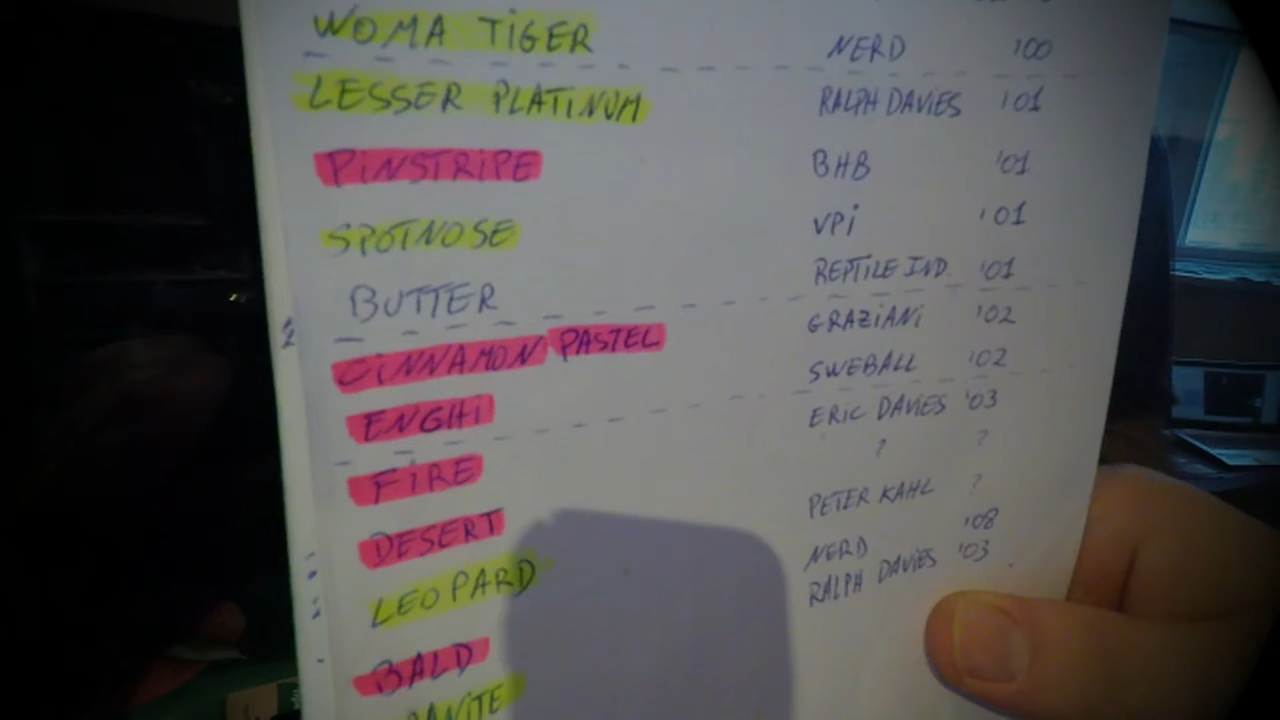 WOMA TIGER NERD '00
LESSER PLATINUM RALPH DAVIES '01
PINSTRIPE BHB '01
SPOTNOSE VPI '01
BUTTER REPTILE IND. '01
CINNAMON PASTEL GRAZIANI '02
ENGHI SWEBALL '02
FIRE ERIC DAVIES '03
DESERT ? ?
LEOPARD PETER KAHL ?
BALD NERD '08
RALPH DAVIES '03